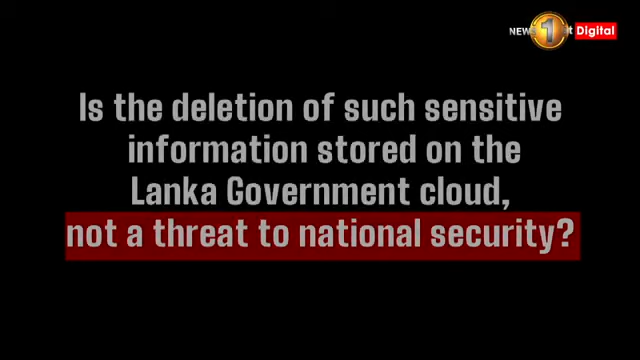 NEWS 1st Digital
Is the deletion of such sensitive
information stored on the
Lanka Government cloud,
not a threat to national security?